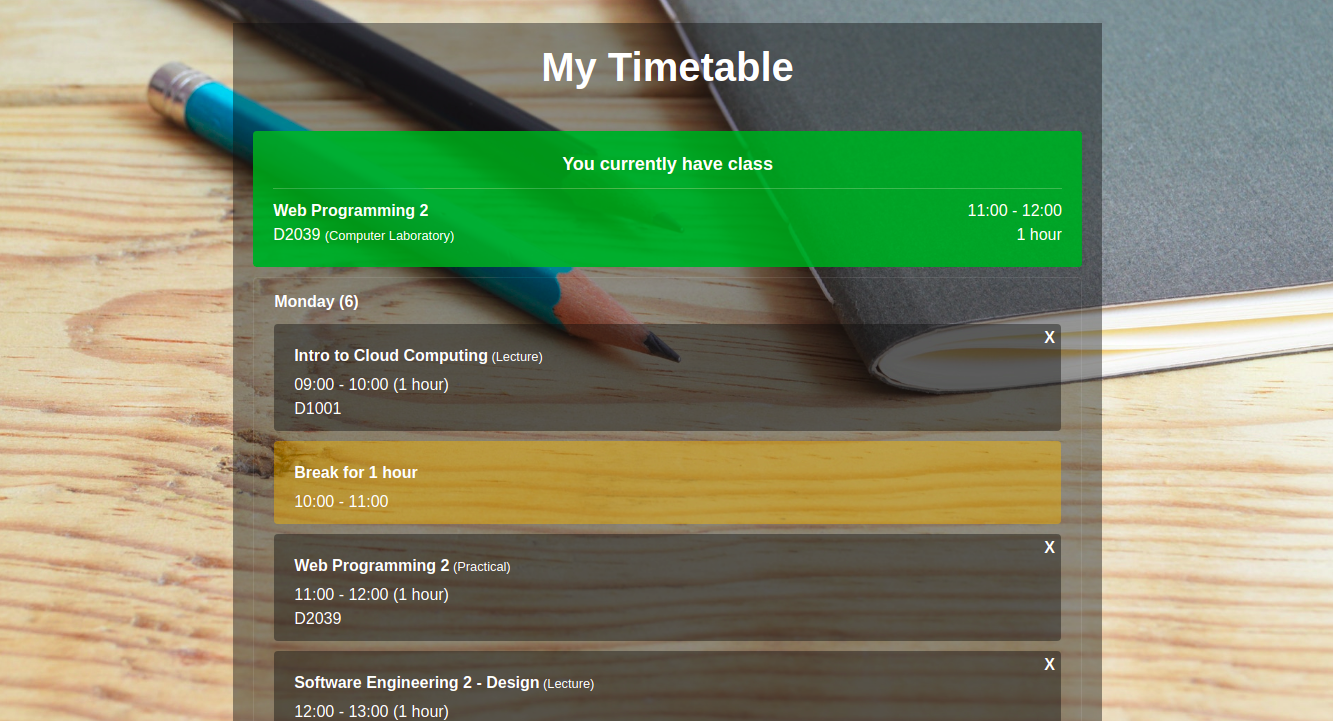 My Timetable
You currently have class
Web Programming 2 11:00 - 12:00
D2039 (Computer Laboratory) 1 hour
Monday (6)
X
Intro to Cloud Computing (Lecture)
09:00 - 10:00 (1 hour)
D1001
Break for 1 hour
10:00 - 11:00
X
Web Programming 2 (Practical)
11:00 - 12:00 (1 hour)
D2039
X
Software Engineering 2 - Design (Lecture)
12:00 - 13:00 (1 hour)